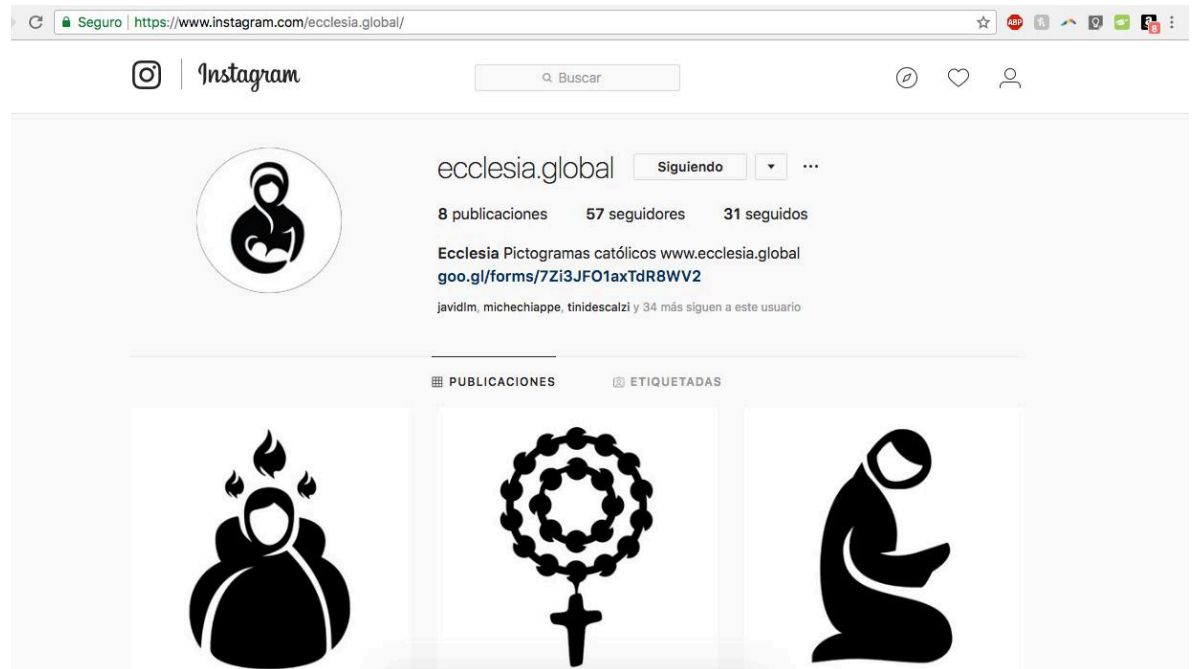 Seguro | https://www.instagram.com/ecclesia.global/
ABP
8
Instagram
Buscar
ecclesia.global Siguiendo
8 publicaciones 57 seguidores 31 seguidos
Ecclesia Pictogramas católicos www.ecclesia.global
goo.gl/forms/7Zi3JFO1axTdR8WV2
javidlm, michechiappe, tinidescalzi y 34 más siguen a este usuario
PUBLICACIONES ETIQUETADAS